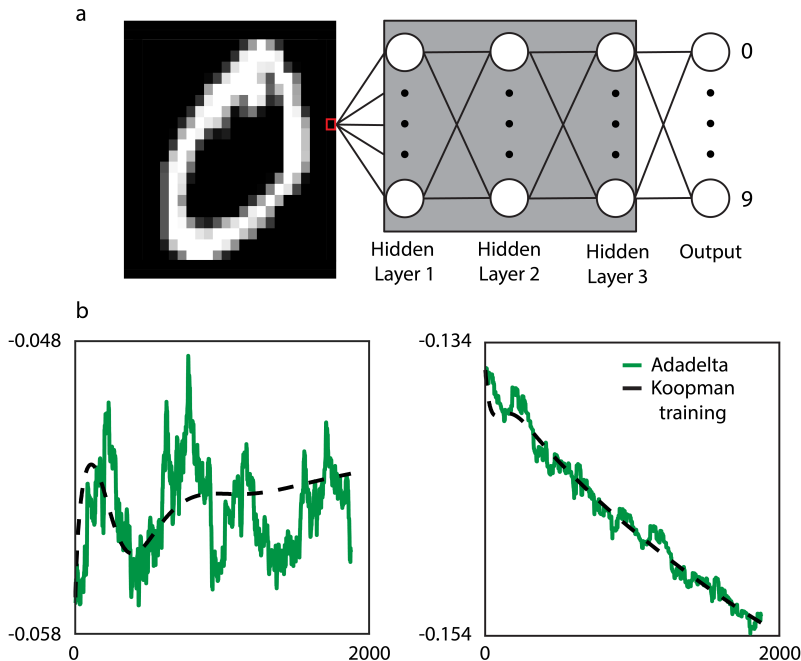 a
0
9
Hidden
Layer 1
Hidden
Layer 2
Hidden
Layer 3
Output
b
-0.048
-0.058
0
2000
-0.134
-0.154
0
2000
Adadelta
Koopman
training